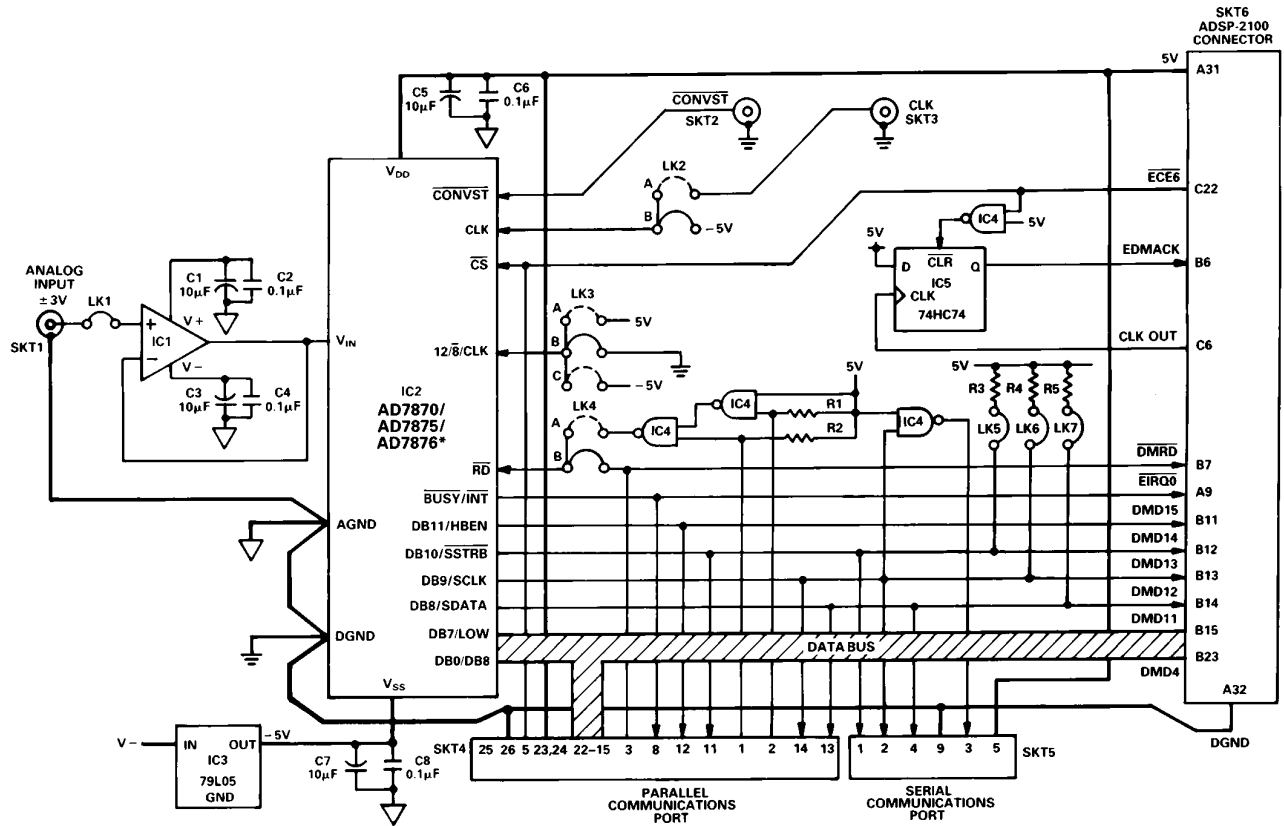 SKT6
ADSP-2100
CONNECTOR
5V
A31
C5
10µF
C6
0.1µF
CONVST
SKT2
CLK
SKT3
VDD
CONVST
LK2
A
B
-5V
CLK
CS
ECE6
C22
IC4
5V
5V
CLR
D
Q
IC5
CLK
74HC74
EDMACK
B6
CLK OUT
C6
ANALOG
INPUT
±3V
LK1
SKT1
C1
10µF
C2
0.1µF
V+
IC1
V-
C3
10µF
C4
0.1µF
VIN
LK3
A
5V
B
C
-5V
12/8/CLK
IC2
AD7870/
AD7875/
AD7876*
LK4
A
B
IC4
IC4
5V
R1
R2
IC4
5V
R3
R4
R5
LK5
LK6
LK7
RD
DMRD
B7
BUSY/INT
EIRQ0
A9
DB11/HBEN
DMD15
B11
DB10/SSTRB
DMD14
B12
DB9/SCLK
DMD13
B13
DB8/SDATA
DMD12
B14
DB7/LOW
DMD11
B15
DB0/DB8
DATA BUS
B23
DMD4
AGND
DGND
VSS
A32
DGND
V-
IN
OUT
-5V
IC3
79L05
GND
C7
10µF
C8
0.1µF
SKT4
25
26
5
23,24
22-15
3
8
12
11
1
2
14
13
PARALLEL
COMMUNICATIONS
PORT
1
2
4
9
3
5
SKT5
SERIAL
COMMUNICATIONS
PORT